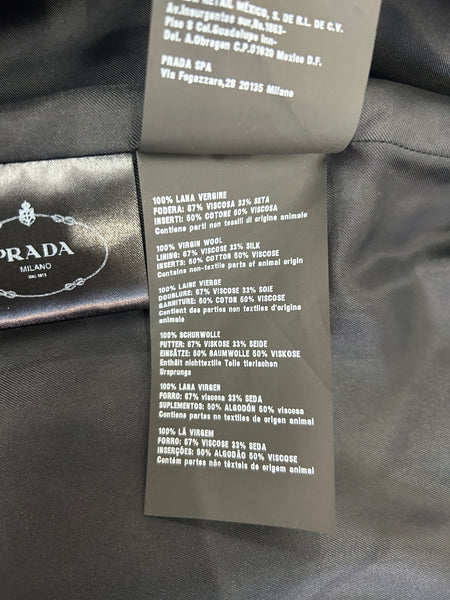 RETAIL MÉXICO, S. DE R.L. DE C.V.
Av.Insurgentes sur,No.1863-
Piso 8 Col.Guadalupe Inn-
Del. A.Obregon C.P.01020 Mexico D.F.
PRADA SPA
Via Fogazzaro,28 20135 Milano
PRADA
MILANO
DAL 1913
100% LANA VERGINE
FODERA: 67% VISCOSA 33% SETA
INSERTI: 50% COTONE 50% VISCOSA
Contiene parti non tessili di origine animale
100% VIRGIN WOOL
LINING: 67% VISCOSE 33% SILK
INSERTS: 50% COTTON 50% VISCOSE
Contains non-textile parts of animal origin
100% LAINE VIERGE
DOUBLURE: 67% VISCOSE 33% SOIE
GARNITURE: 50% COTON 50% VISCOSE
Contient des parties non textiles d'origine
animale
100% SCHURWOLLE
FUTTER: 67% VISKOSE 33% SEIDE
EINSÄTZE: 50% BAUMWOLLE 50% VISKOSE
Enthält nichttextile Teile tierischen
Ursprungs
100% LANA VIRGEN
FORRO: 67% viscosa 33% SEDA
SUPLEMENTOS: 50% ALGODÓN 50% viscosa
Contiene partes no textiles de origen animal
100% LÃ VIRGEM
FORRO: 67% VISCOSE 33% SEDA
INSERÇÕES: 50% ALGODÃO 50% VISCOSE
Contém partes não têxteis de origem animal